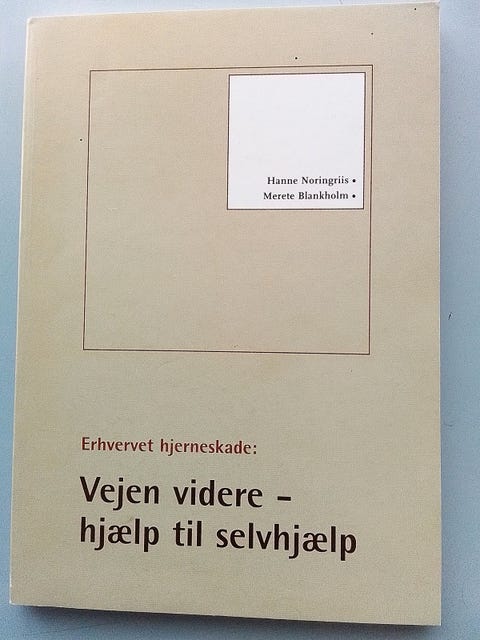 Hanne Noringriis •
Merete Blankholm •
Erhvervet hjerneskade:
Vejen videre –
hjælp til selvhjælp